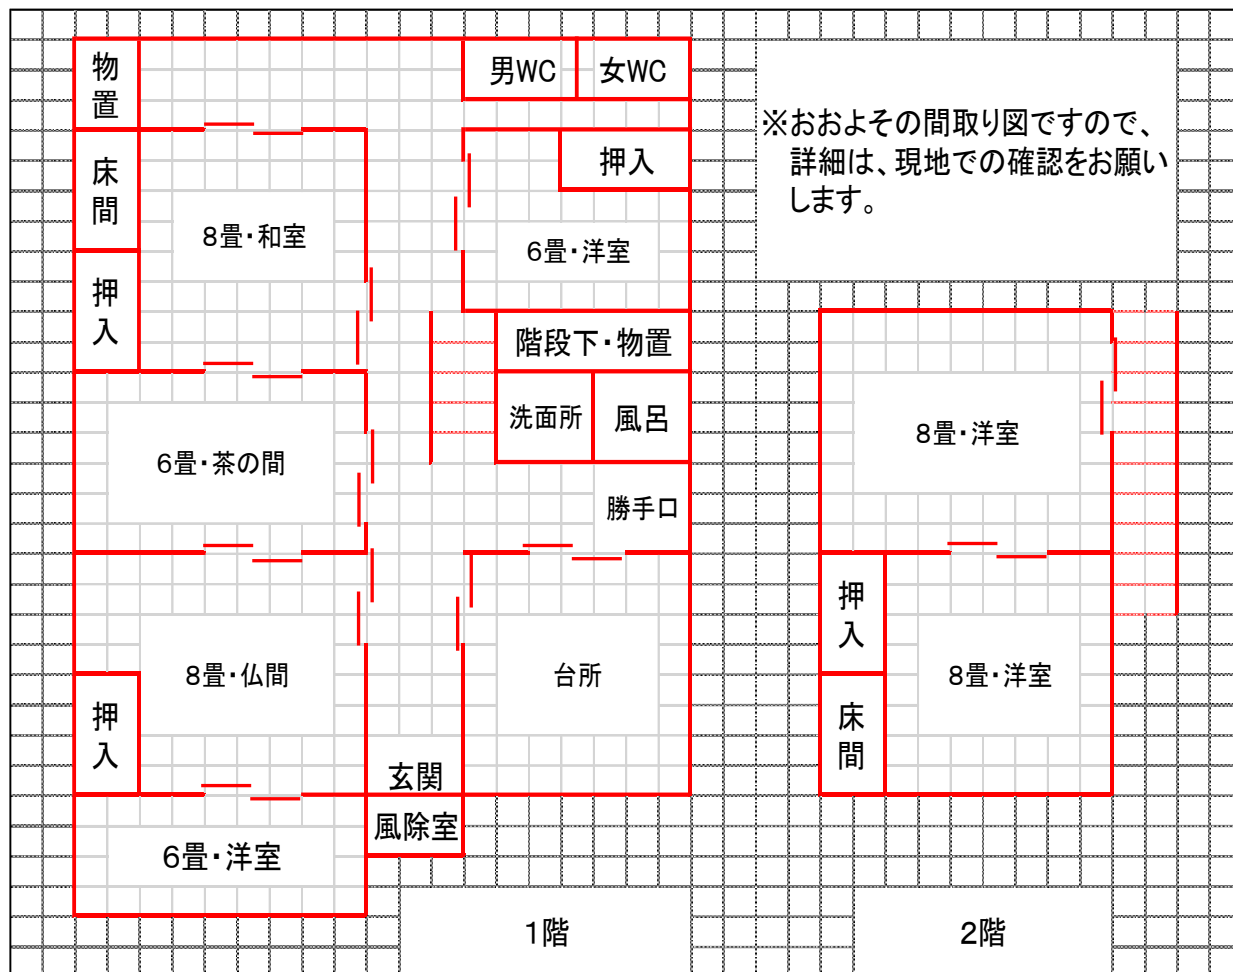 物置
男WC
女WC
※おおよその間取り図ですので、
詳細は、現地での確認をお願い
します。
床間
押入
8畳・和室
6畳・洋室
押入
階段下・物置
洗面所
風呂
8畳・洋室
6畳・茶の間
勝手口
押入
8畳・仏間
台所
8畳・洋室
押入
床間
玄関
風除室
6畳・洋室
1階
2階